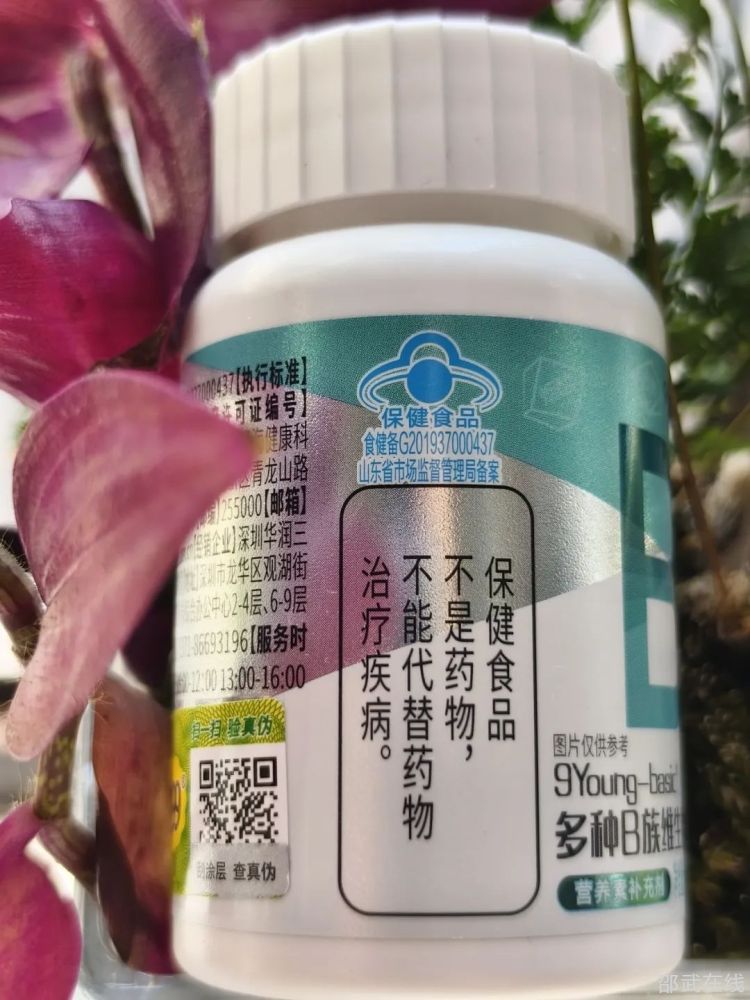 保健食品
食健备G201937000437
山东省市场监督管理局备案
保健食品
不是药物，
不能代替药物
治疗疾病。
7000437【执行标准】
可证编号】
健康科
区青龙山路
255000【邮箱】
深圳华润三
深圳市龙华区观湖街
办公中心2-4层、6-9层
1-86693196【服务时
-12:00 13:00-16:00
扫一扫 验真伪
刮涂层 查真伪
图片仅供参考
9Young-basic
多种B族维生
营养素补充剂
邵武在线